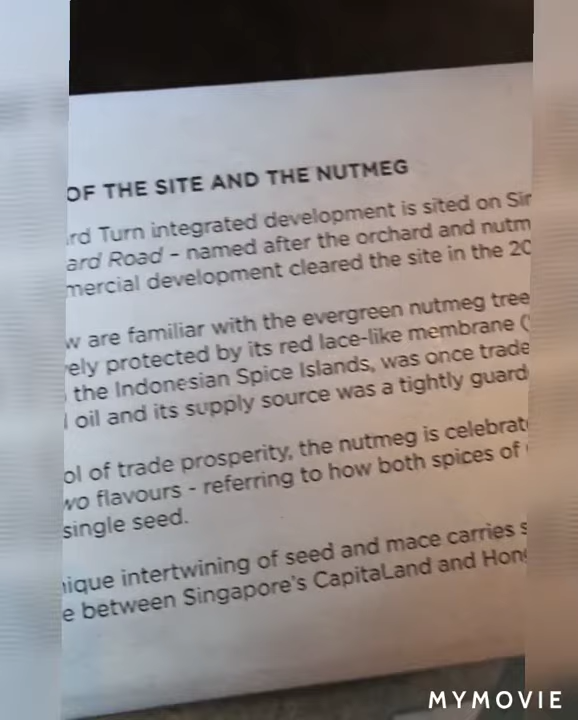 OF THE SITE AND THE NUTMEG
rd Turn integrated development is sited on Sin
ard Road – named after the orchard and nutm
mercial development cleared the site in the 20
w are familiar with the evergreen nutmeg tree
ely protected by its red lace-like membrane (
the Indonesian Spice Islands, was once trade
oil and its supply source was a tightly guard
ol of trade prosperity, the nutmeg is celebrat
wo flavours - referring to how both spices of
single seed.
nique intertwining of seed and mace carries s
e between Singapore's CapitaLand and Hong
MYMOVIE